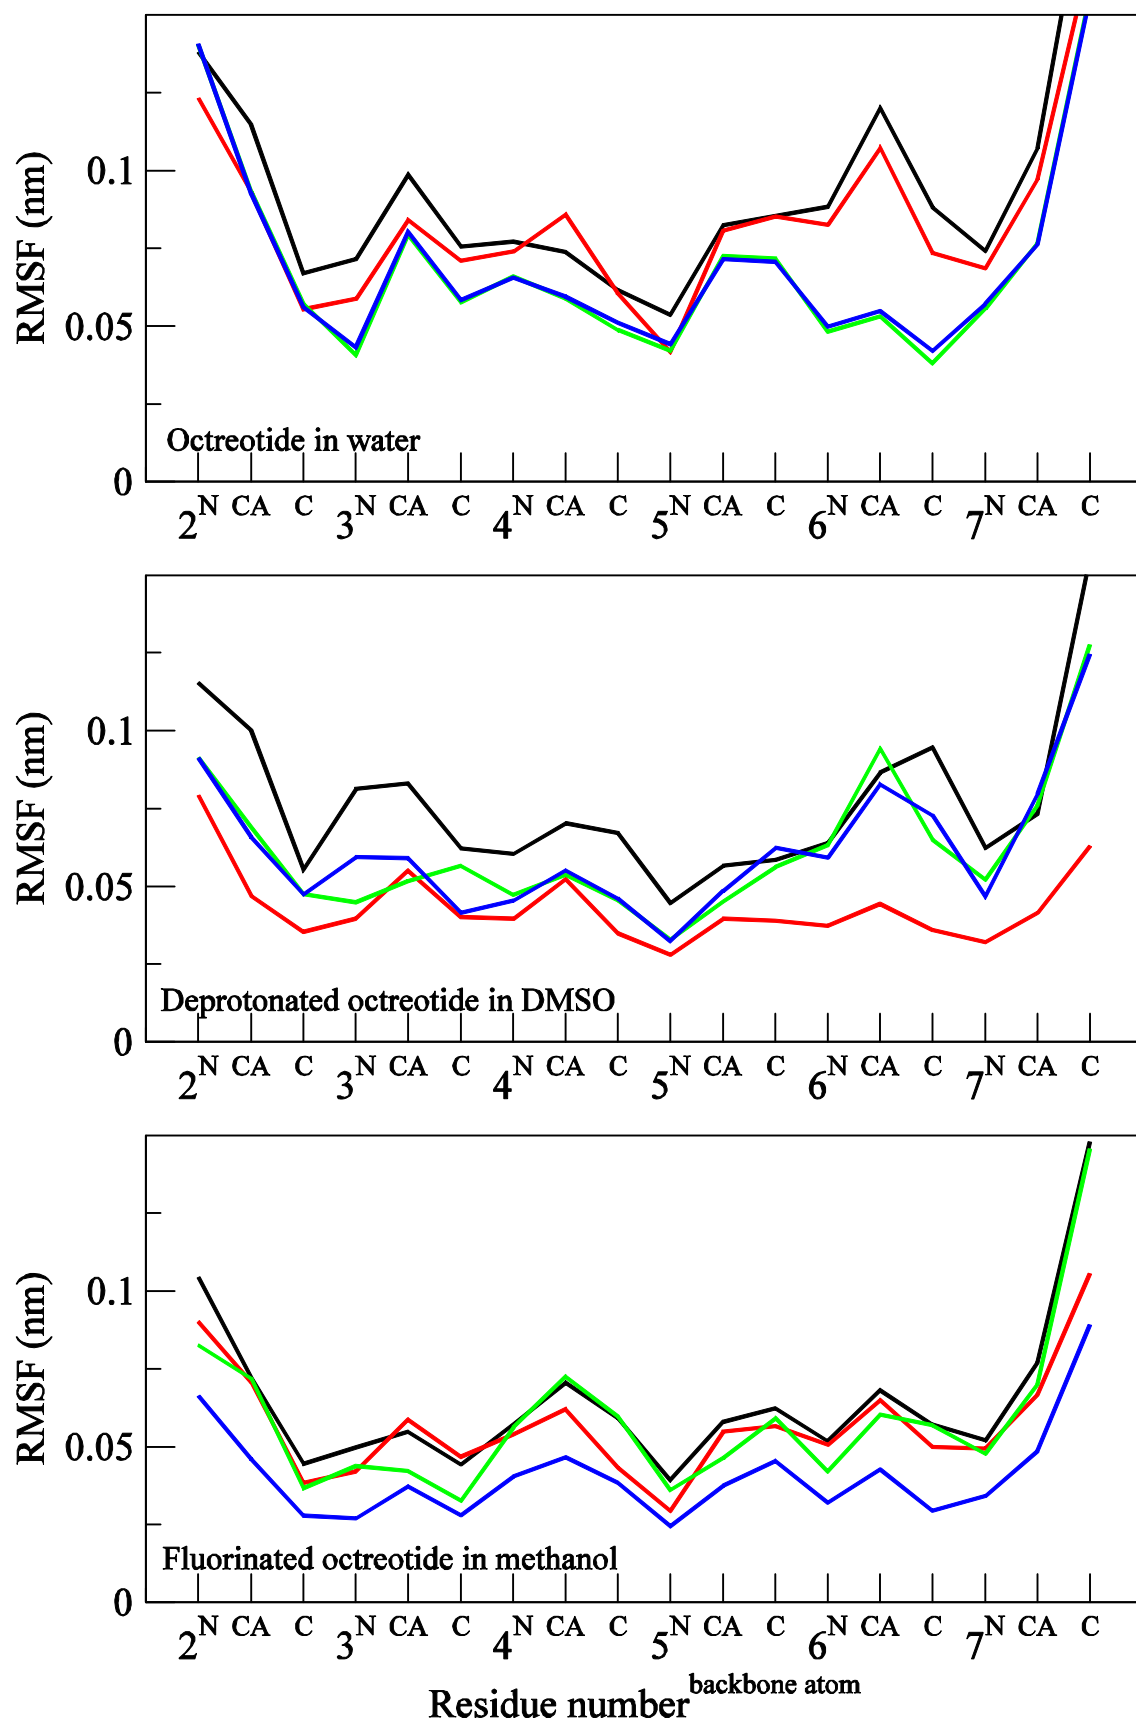 RMSF (nm)
0.1
0.05
0
Octreotide in water
2N CA C 3N CA C 4N CA C 5N CA C 6N CA C 7N CA C
RMSF (nm)
0.1
0.05
0
Deprotonated octreotide in DMSO
2N CA C 3N CA C 4N CA C 5N CA C 6N CA C 7N CA C
RMSF (nm)
0.1
0.05
0
Fluorinated octreotide in methanol
2N CA C 3N CA C 4N CA C 5N CA C 6N CA C 7N CA C
Residue number backbone atom